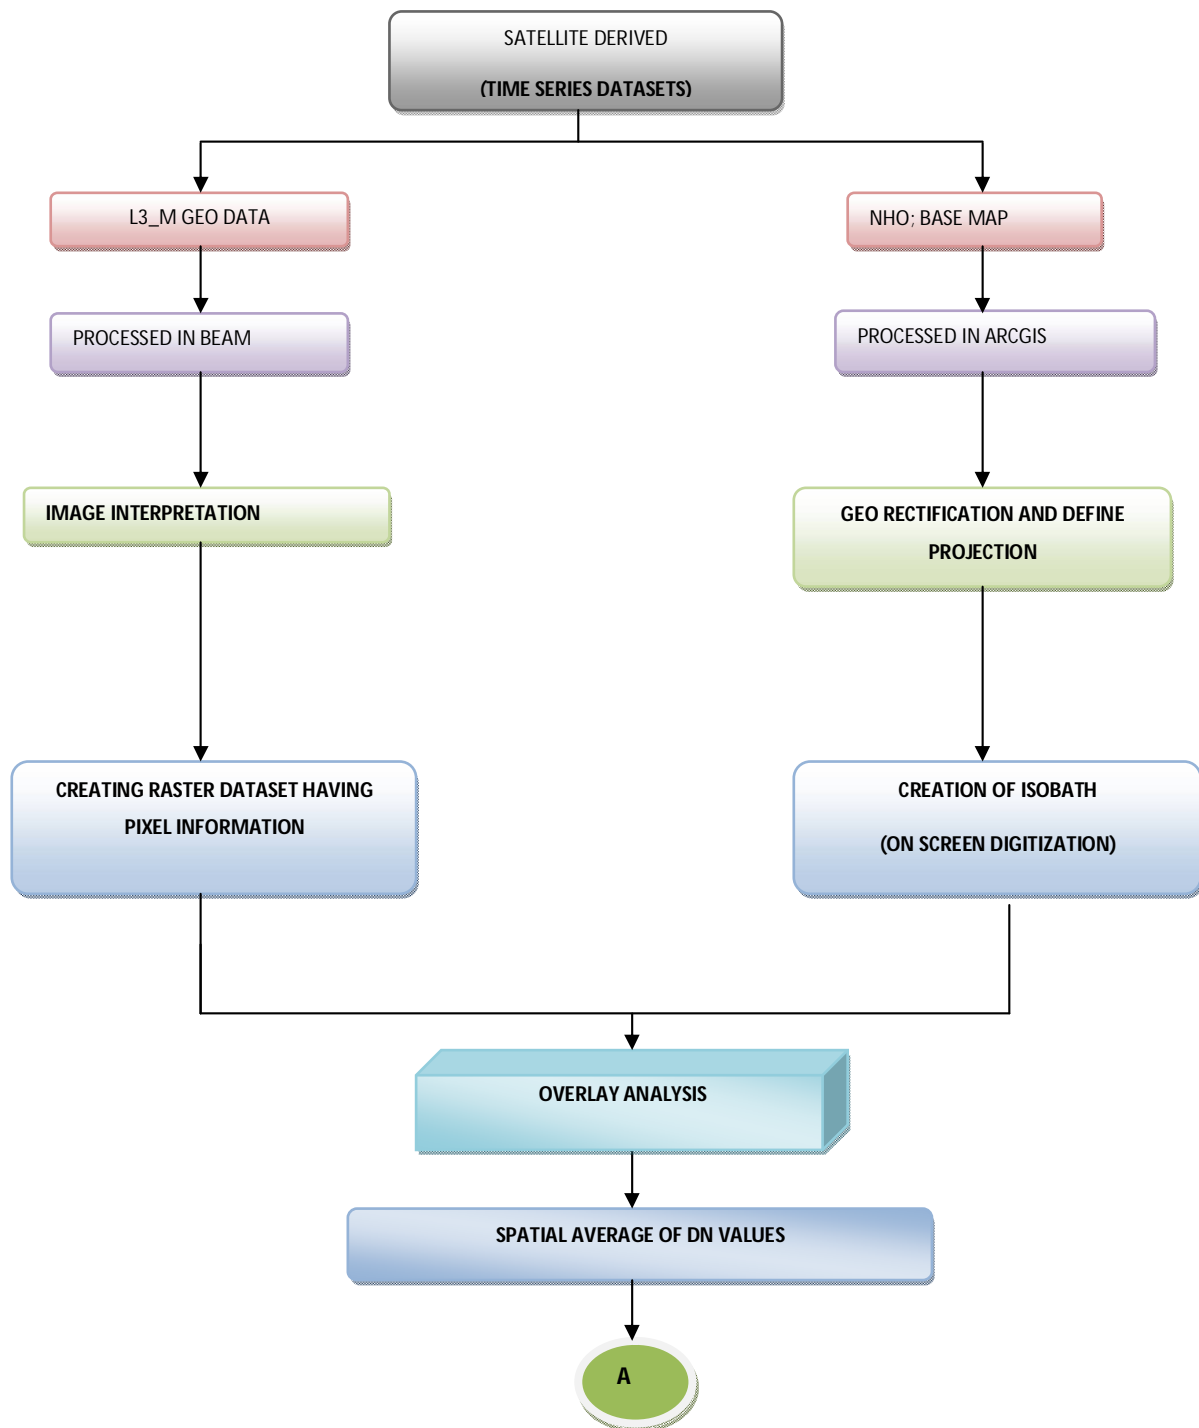 SATELLITE DERIVED
(TIME SERIES DATASETS)
L3_M GEO DATA
NHO; BASE MAP
PROCESSED IN BEAM
PROCESSED IN ARCGIS
IMAGE INTERPRETATION
GEO RECTIFICATION AND DEFINE
PROJECTION
CREATING RASTER DATASET HAVING
PIXEL INFORMATION
CREATION OF ISOBATH
(ON SCREEN DIGITIZATION)
OVERLAY ANALYSIS
SPATIAL AVERAGE OF DN VALUES
A